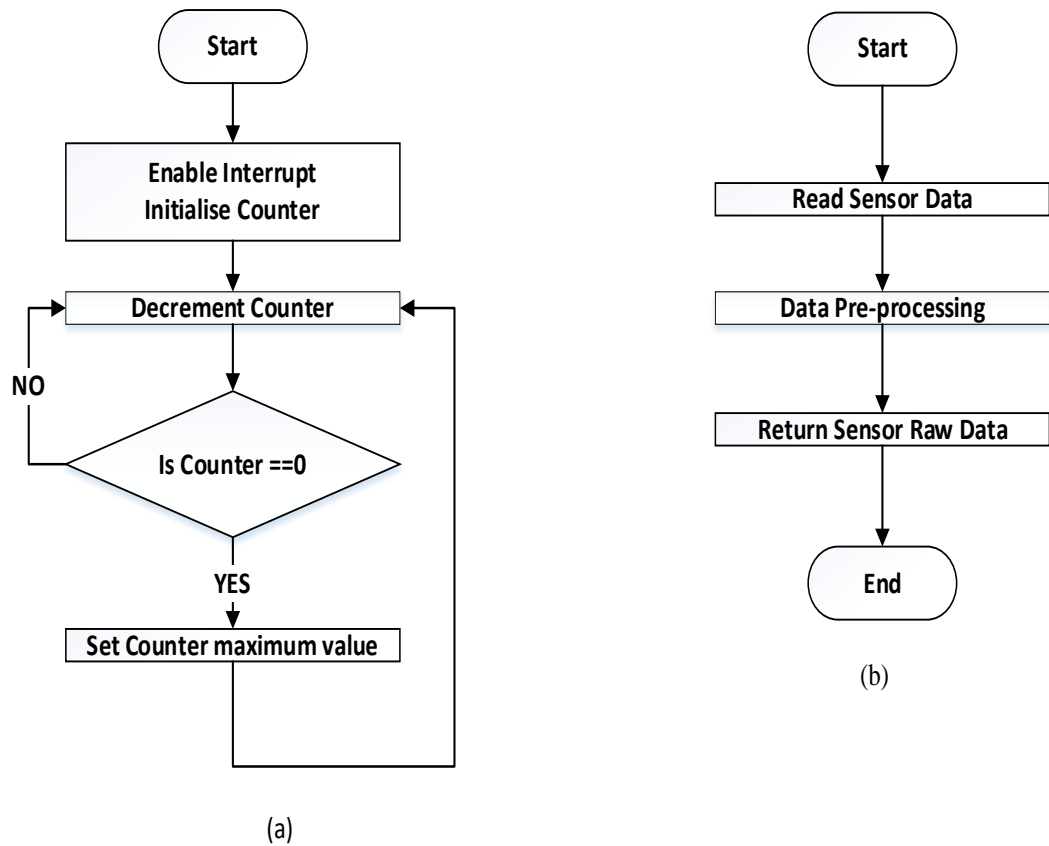 Start
Enable Interrupt
Initialise Counter
Decrement Counter
NO
Is Counter ==0
YES
Set Counter maximum value
(a)
Start
Read Sensor Data
Data Pre-processing
Return Sensor Raw Data
End
(b)